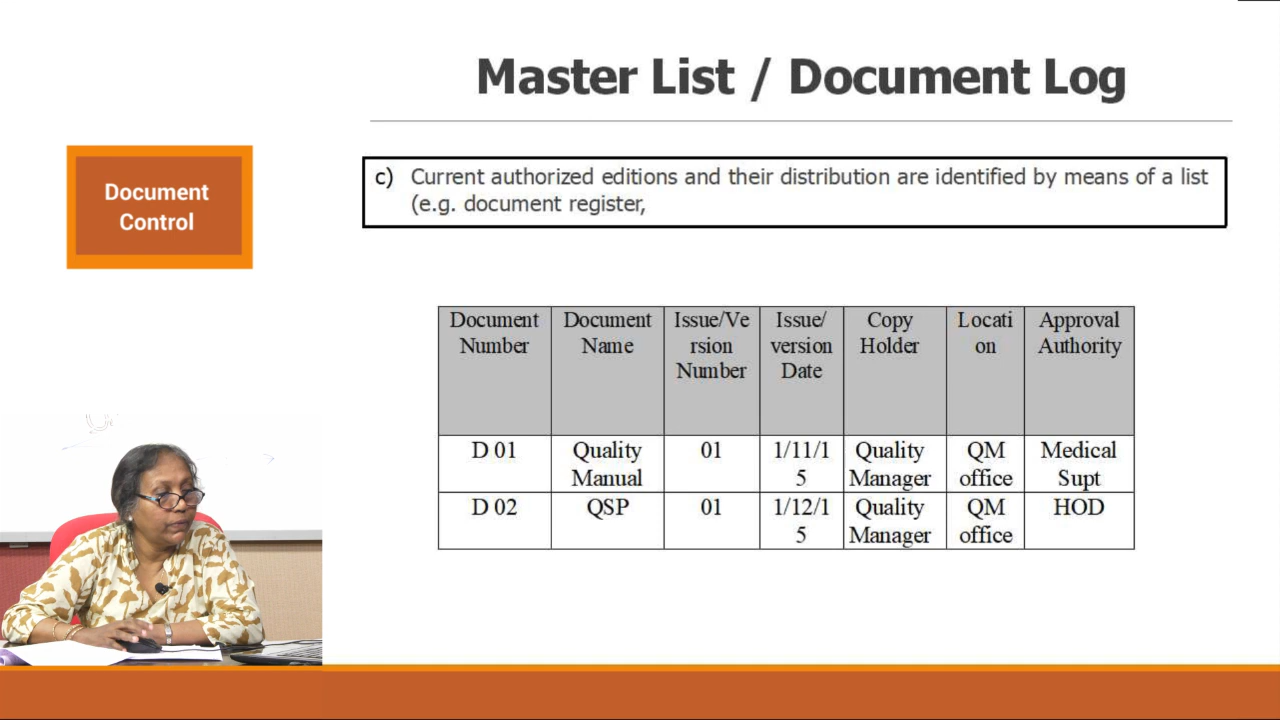 Master List / Document Log
Document
Control
c) Current authorized editions and their distribution are identified by means of a list
(e.g. document register,
Document Number Document Name Issue/Ve rsion Number Issue/ version Date Copy Holder Locati on Approval Authority
D 01 Quality Manual 01 1/11/1 5 Quality Manager QM office Medical Supt
D 02 QSP 01 1/12/1 5 Quality Manager QM office HOD